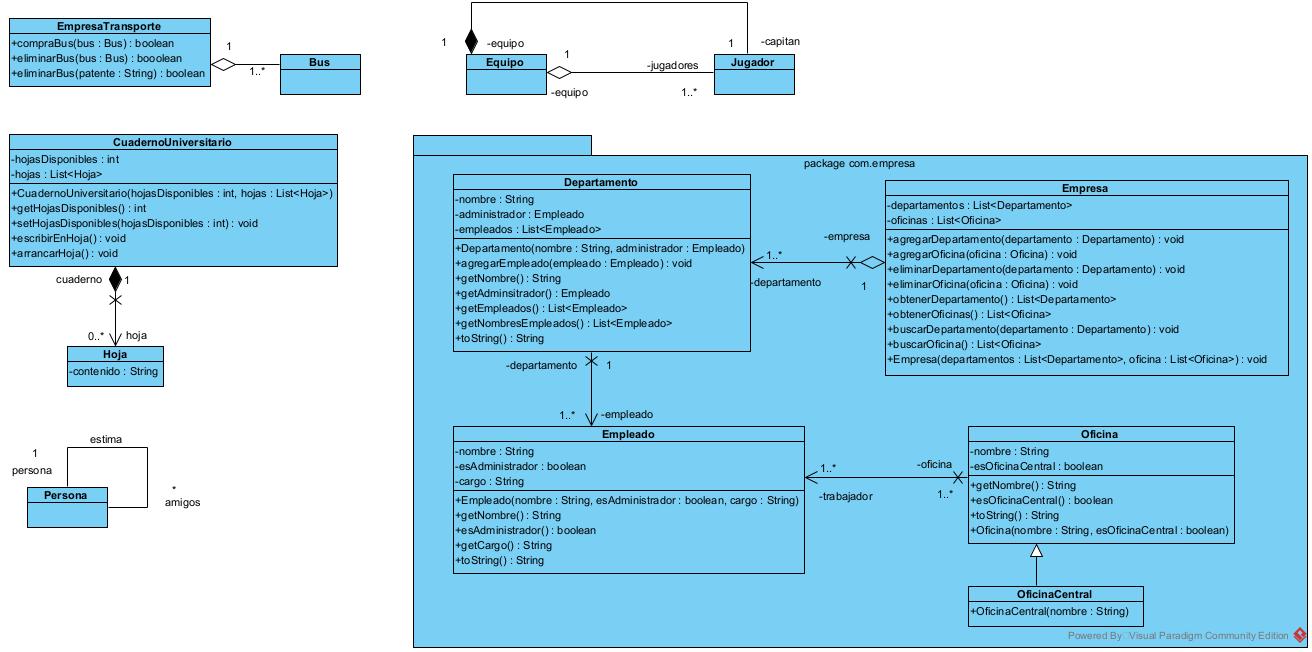 EmpresaTransporte
+compraBus(bus : Bus) : boolean
+eliminarBus(bus : Bus) : booolean
+eliminarBus(patente : String) : boolean
1
1..*
Bus
1
-equipo
1
-capitan
Equipo
1
-equipo
-jugadores
1..*
Jugador
CuadernoUniversitario
-hojasDisponibles : int
-hojas : List<Hoja>
+CuadernoUniversitario(hojasDisponibles : int, hojas : List<Hoja>)
+getHojasDisponibles() : int
+setHojasDisponibles(hojasDisponibles : int) : void
+escribirEnHoja() : void
+arrancarHoja() : void
cuaderno
1
0..*
hoja
Hoja
-contenido : String
estima
1
persona
Persona
*
amigos
package com.empresa
Departamento
-nombre : String
-administrador : Empleado
-empleados : List<Empleado>
+Departamento(nombre : String, administrador : Empleado)
+agregarEmpleado(empleado : Empleado) : void
+getNombre() : String
+getAdminsitrador() : Empleado
+getEmpleados() : List<Empleado>
+getNombresEmpleados() : List<Empleado>
+toString() : String
1..*
-departamento
-empresa
1
Empresa
-departamentos : List<Departamento>
-oficinas : List<Oficina>
+agregarDepartamento(departamento : Departamento) : void
+agregarOficina(oficina : Oficina) : void
+eliminarDepartamento(departamento : Departamento) : void
+eliminarOficina(oficina : Oficina) : void
+obtenerDepartamento() : List<Departamento>
+obtenerOficinas() : List<Oficina>
+buscarDepartamento(departamento : Departamento) : void
+buscarOficina() : List<Oficina>
+Empresa(departamentos : List<Departamento>, oficina : List<Oficina>) : void
-departamento
1
1..*
-empleado
Empleado
-nombre : String
-esAdministrador : boolean
-cargo : String
+Empleado(nombre : String, esAdministrador : boolean, cargo : String)
+getNombre() : String
+esAdministrador() : boolean
+getCargo() : String
+toString() : String
1..*
-trabajador
-oficina
1..*
Oficina
-nombre : String
-esOficinaCentral : boolean
+getNombre() : String
+esOficinaCentral() : boolean
+toString() : String
+Oficina(nombre : String, esOficinaCentral : boolean)
OficinaCentral
+OficinaCentral(nombre : String)
Powered By Visual Paradigm Community Edition